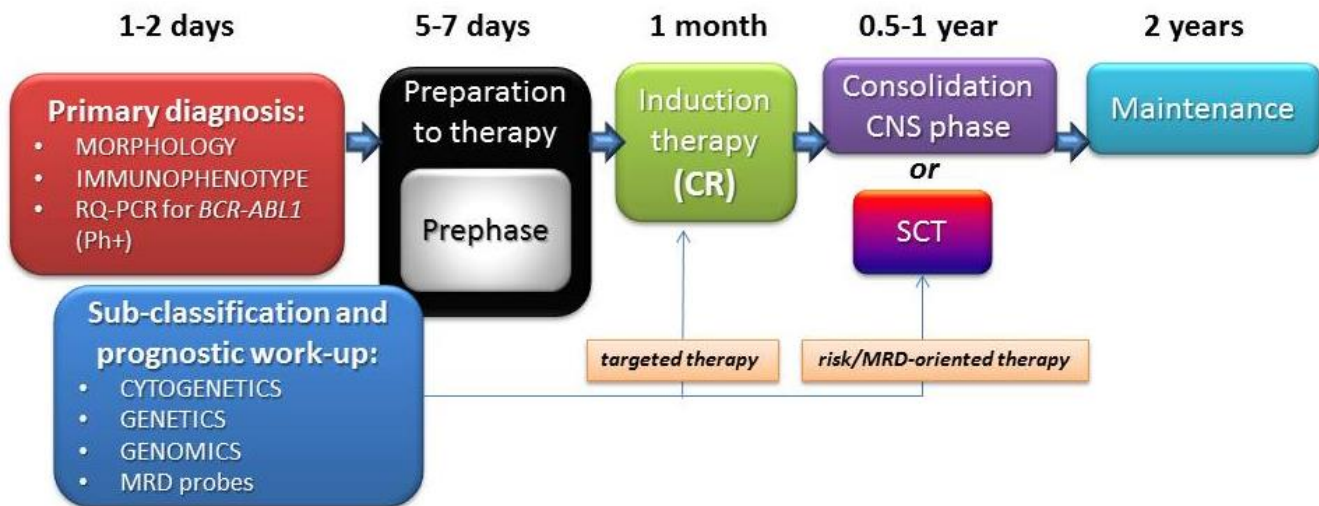 1-2 days
5-7 days
1 month
0.5-1 year
2 years
Primary diagnosis:
• MORPHOLOGY
• IMMUNOPHENOTYPE
• RQ-PCR for BCR-ABL1
(Ph+)
Preparation
to therapy
Prephase
Induction
therapy
(CR)
Consolidation
CNS phase
or
SCT
Maintenance
Sub-classification and
prognostic work-up:
• CYTOGENETICS
• GENETICS
• GENOMICS
• MRD probes
targeted therapy
risk/MRD-oriented therapy